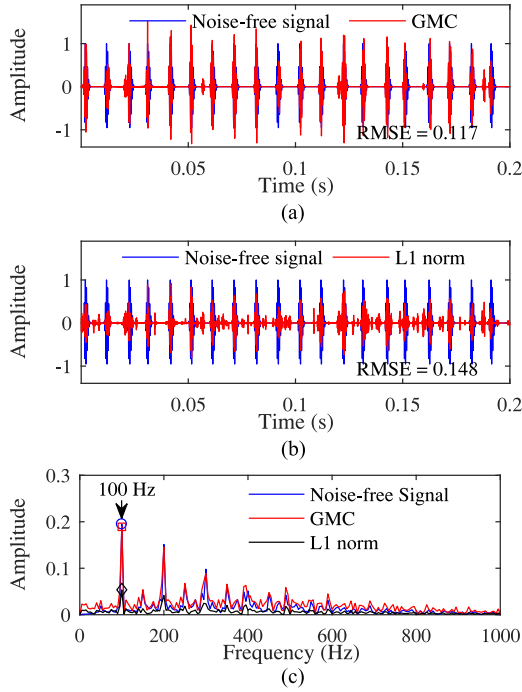 Noise-free signal GMC
Amplitude
1
0
-1
RMSE = 0.117
0.05 0.1 0.15 0.2
Time (s)
(a)
Noise-free signal L1 norm
Amplitude
1
0
-1
RMSE = 0.148
0.05 0.1 0.15 0.2
Time (s)
(b)
0.3
100 Hz
Noise-free Signal
GMC
L1 norm
Amplitude
0.2
0.1
0
0 200 400 600 800 1000
Frequency (Hz)
(c)